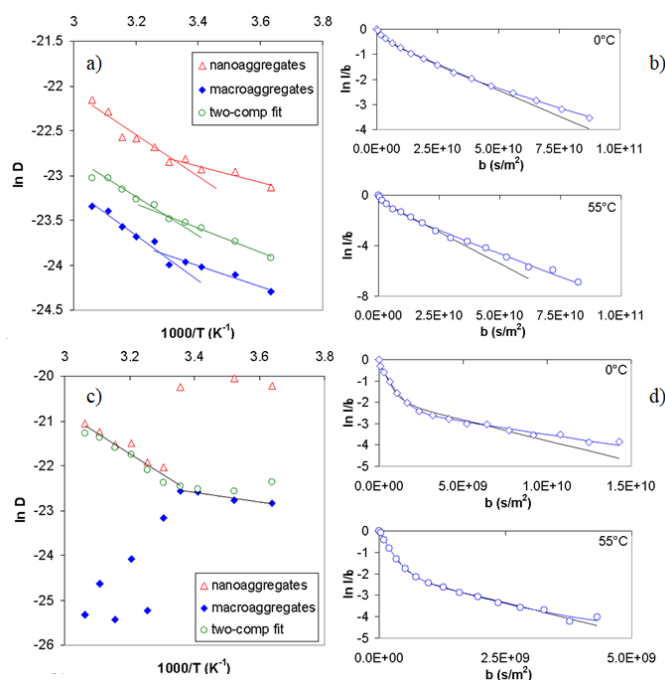 3 3.2 3.4 3.6 3.8
-21
-21.5
-22
-22.5
-23
-23.5
-24
-24.5
ln D
a)
nanoaggregates
macroaggregates
two-comp fit
1000/T (K-1)
0
-1
-2
-3
-4
ln I/b
0°C
b)
0.0E+00 2.5E+10 5.0E+10 7.5E+10 1.0E+11
b (s/m2)
0
-4
-8
ln I/b
55°C
0.0E+00 2.5E+10 5.0E+10 7.5E+10 1.0E+11
b (s/m2)
3 3.2 3.4 3.6 3.8
-20
-21
-22
-23
-24
-25
-26
ln D
c)
nanoaggregates
macroaggregates
two-comp fit
1000/T (K-1)
0
-1
-2
-3
-4
-5
ln I/b
0°C
d)
0.0E+00 5.0E+09 1.0E+10 1.5E+10
b (s/m2)
0
-1
-2
-3
-4
-5
ln I/b
55°C
0.0E+00 2.5E+09 5.0E+09
b (s/m2)